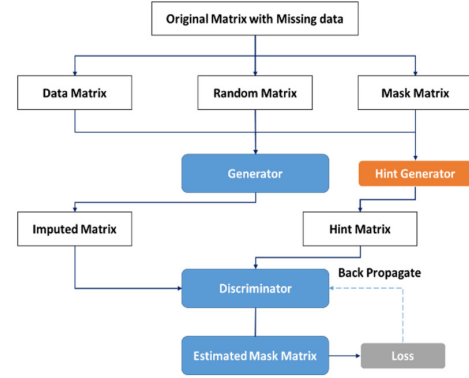 Original Matrix with Missing data
Data Matrix
Random Matrix
Mask Matrix
Generator
Hint Generator
Imputed Matrix
Hint Matrix
Back Propagate
Discriminator
Estimated Mask Matrix
Loss